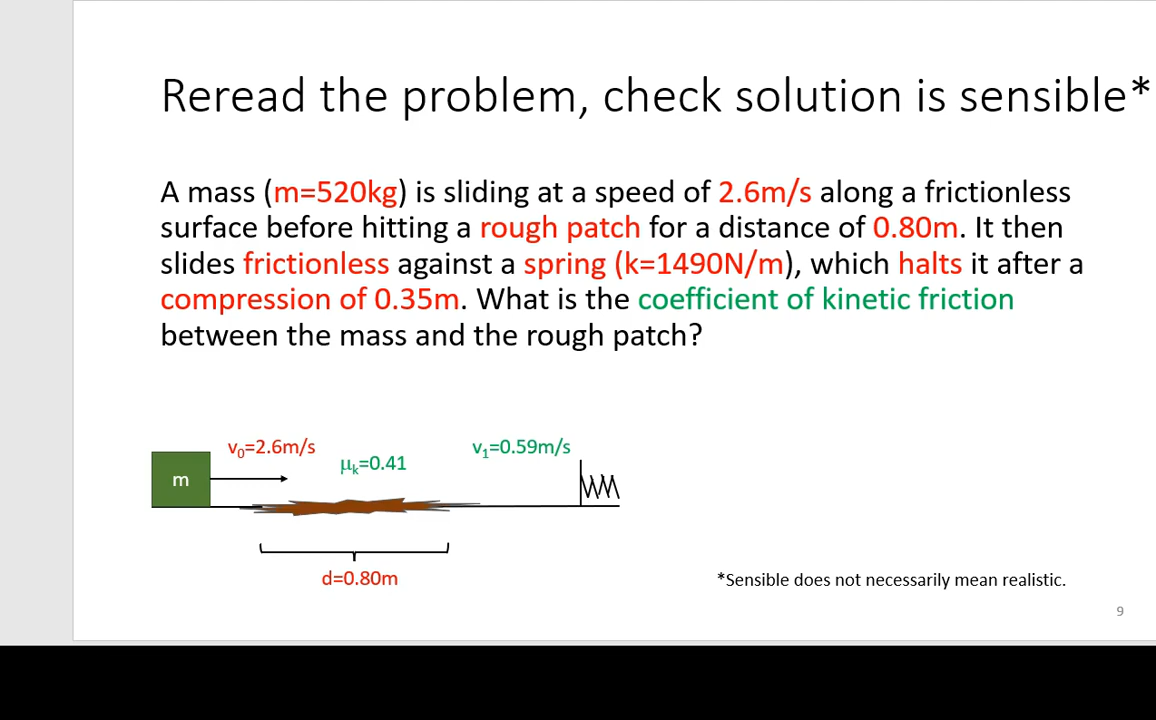 Reread the problem, check solution is sensible*
A mass (m=520kg) is sliding at a speed of 2.6m/s along a frictionless
surface before hitting a rough patch for a distance of 0.80m. It then
slides frictionless against a spring (k=1490N/m), which halts it after a
compression of 0.35m. What is the coefficient of kinetic friction
between the mass and the rough patch?
v₀=2.6m/s
μₖ=0.41
v₁=0.59m/s
m
d=0.80m
*Sensible does not necessarily mean realistic.
9